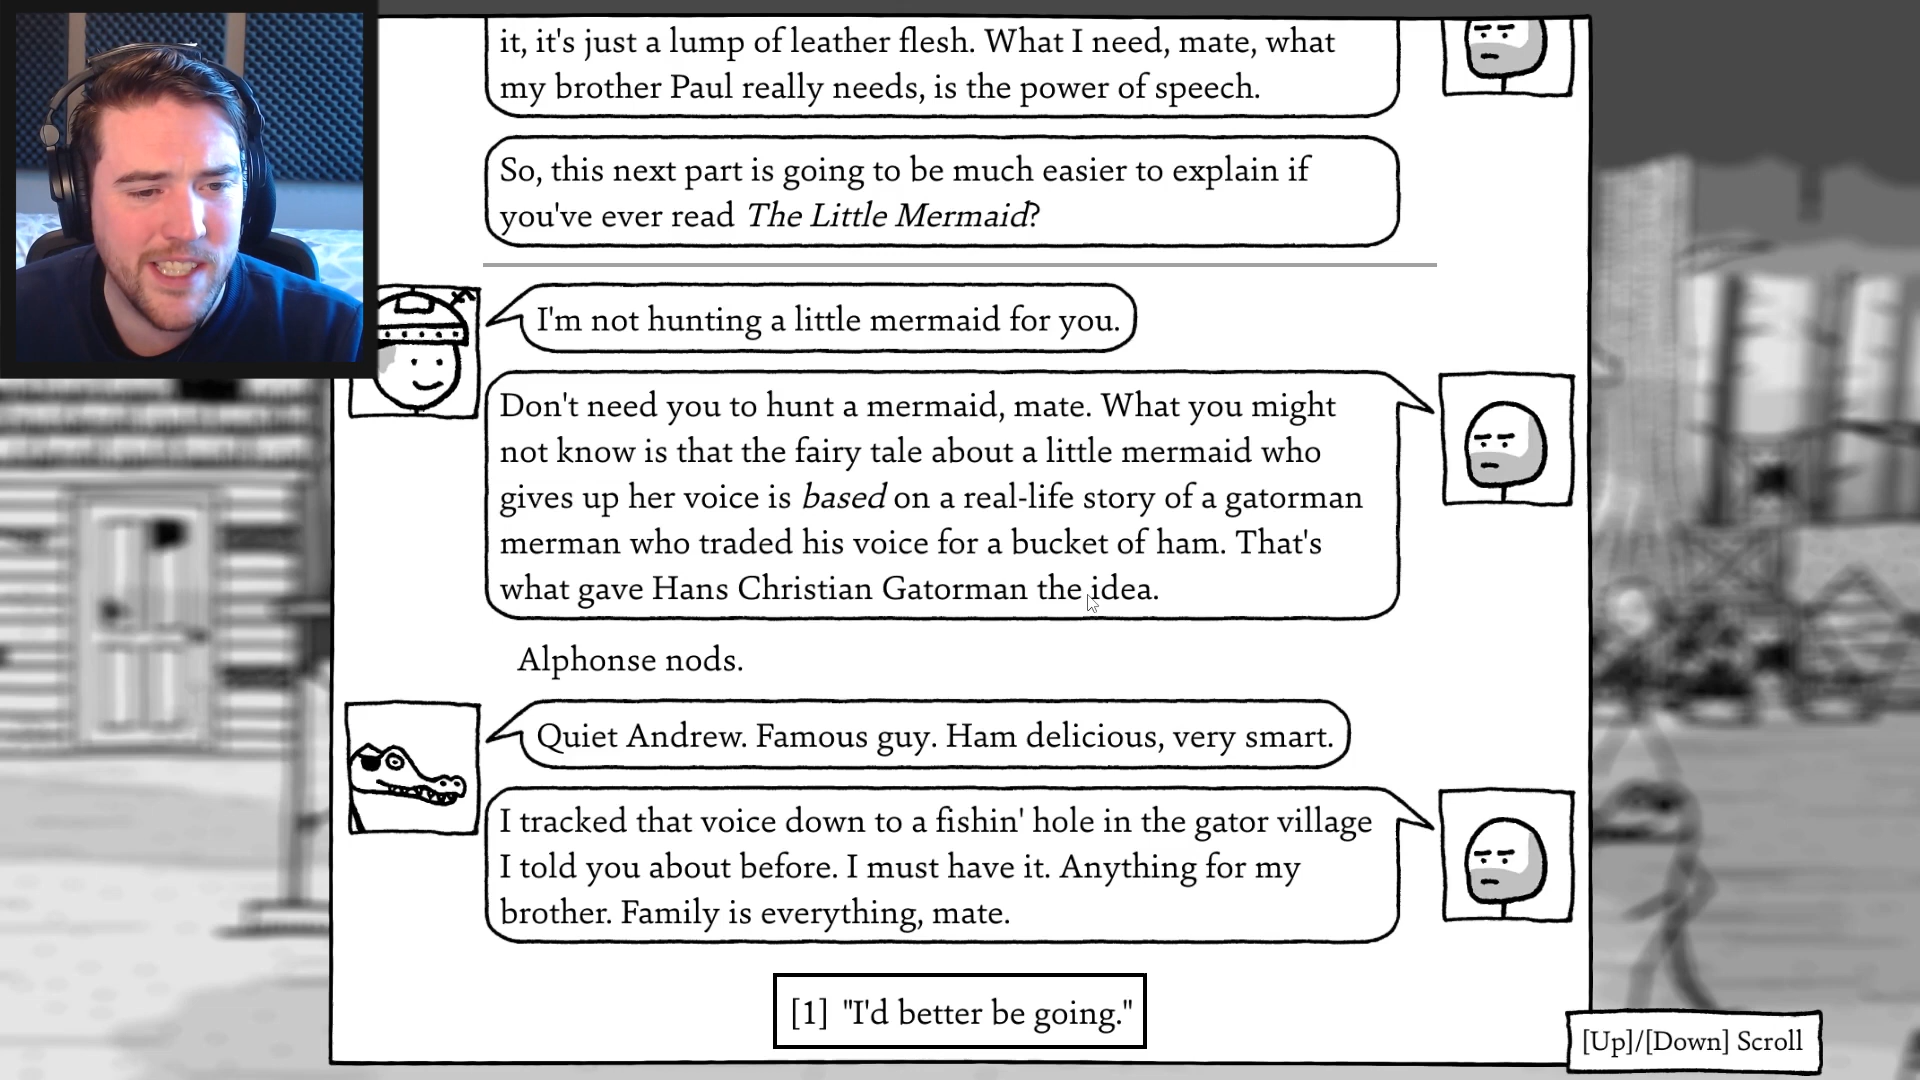 it, it's just a lump of leather flesh. What I need, mate, what
my brother Paul really needs, is the power of speech.
So, this next part is going to be much easier to explain if
you've ever read The Little Mermaid?
I'm not hunting a little mermaid for you.
Don't need you to hunt a mermaid, mate. What you might
not know is that the fairy tale about a little mermaid who
gives up her voice is based on a real-life story of a gatorman
merman who traded his voice for a bucket of ham. That's
what gave Hans Christian Gatorman the idea.
Alphonse nods.
Quiet Andrew. Famous guy. Ham delicious, very smart.
I tracked that voice down to a fishin' hole in the gator village
I told you about before. I must have it. Anything for my
brother. Family is everything, mate.
[1] "I'd better be going."
[Up]/[Down] Scroll